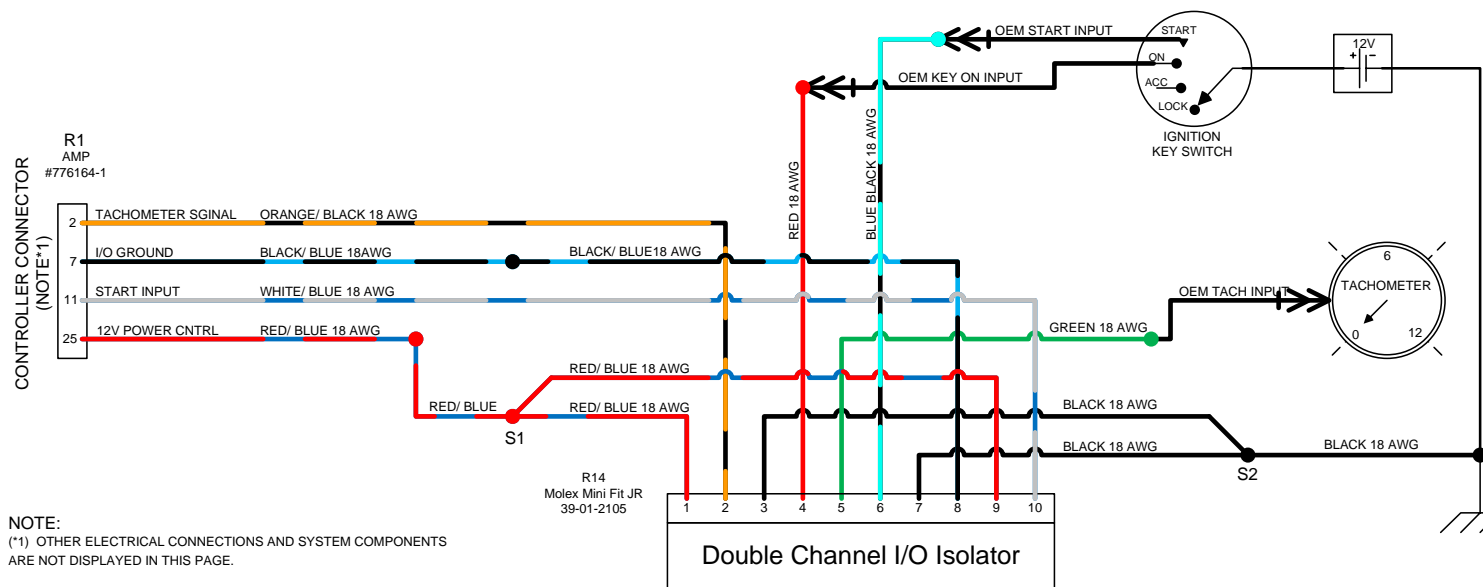 OEM START INPUT
START
12V
+ -
ON
OEM KEY ON INPUT
ACC
LOCK
IGNITION
KEY SWITCH
R1
AMP
#776164-1
CONTROLLER CONNECTOR
(NOTE*1)
RED 18 AWG
BLUE BLACK 18 AWG
2 TACHOMETER SGINAL ORANGE/ BLACK 18 AWG
7 I/O GROUND BLACK/ BLUE 18AWG BLACK/ BLUE18 AWG
11 START INPUT WHITE/ BLUE 18 AWG
25 12V POWER CNTRL RED/ BLUE 18 AWG
6
TACHOMETER
0 12
OEM TACH INPUT
GREEN 18 AWG
RED/ BLUE 18 AWG
RED/ BLUE RED/ BLUE 18 AWG
S1
BLACK 18 AWG
BLACK 18 AWG BLACK 18 AWG
S2
R14
Molex Mini Fit JR
39-01-2105
1 2 3 4 5 6 7 8 9 10
Double Channel I/O Isolator
NOTE:
(*1) OTHER ELECTRICAL CONNECTIONS AND SYSTEM COMPONENTS
ARE NOT DISPLAYED IN THIS PAGE.